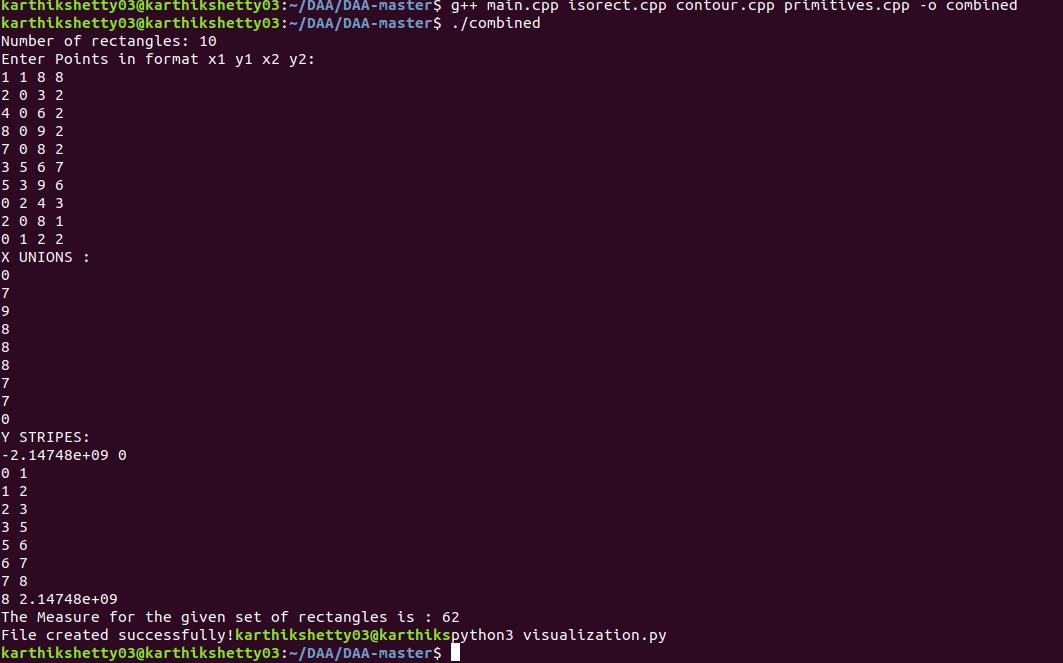 karthikshetty03@karthikshetty03:~/DAA/DAA-master$ g++ main.cpp isorect.cpp contour.cpp primitives.cpp -o combined
karthikshetty03@karthikshetty03:~/DAA/DAA-master$ ./combined
Number of rectangles: 10
Enter Points in format x1 y1 x2 y2:
1 1 8 8
2 0 3 2
4 0 6 2
8 0 9 2
7 0 8 2
3 5 6 7
5 3 9 6
0 2 4 3
2 0 8 1
0 1 2 2
X UNIONS :
0
7
9
8
8
8
7
7
0
Y STRIPES:
-2.14748e+09 0
0 1
1 2
2 3
3 5
5 6
6 7
7 8
8 2.14748e+09
The Measure for the given set of rectangles is : 62
File created successfully!karthikshetty03@karthikspython3 visualization.py
karthikshetty03@karthikshetty03:~/DAA/DAA-master$